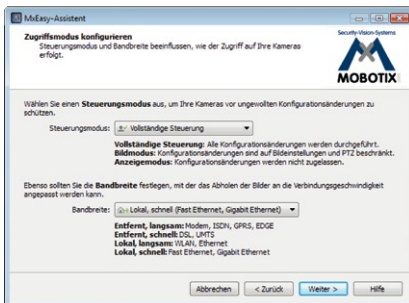 MxEasy-Assistent
Zugriffsmodus konfigurieren
Steuerungsmodus und Bandbreite beeinflussen, wie der Zugriff auf Ihre Kameras
erfolgt.
Security-Vision-Systems
MOBOTIX
Wählen Sie einen Steuerungsmodus aus, um Ihre Kameras vor ungewollten Konfigurationsänderungen zu
schützen.
Steuerungsmodus: Vollständige Steuerung
Vollständige Steuerung: Alle Konfigurationsänderungen werden durchgeführt.
Bildmodus: Konfigurationsänderungen sind auf Bildeinstellungen und PTZ beschränkt.
Anzeigemodus: Konfigurationsänderungen werden nicht zugelassen.
Ebenso sollten Sie die Bandbreite festlegen, mit der das Abholen der Bilder an die Verbindungsgeschwindigkeit
angepasst werden kann.
Bandbreite: Lokal, schnell (Fast Ethernet, Gigabit Ethernet)
Entfernt, langsam: Modem, ISDN, GPRS, EDGE
Entfernt, schnell: DSL, UMTS
Lokal, langsam: WLAN, Ethernet
Lokal, schnell: Fast Ethernet, Gigabit Ethernet
Abbrechen < Zurück Weiter > Hilfe